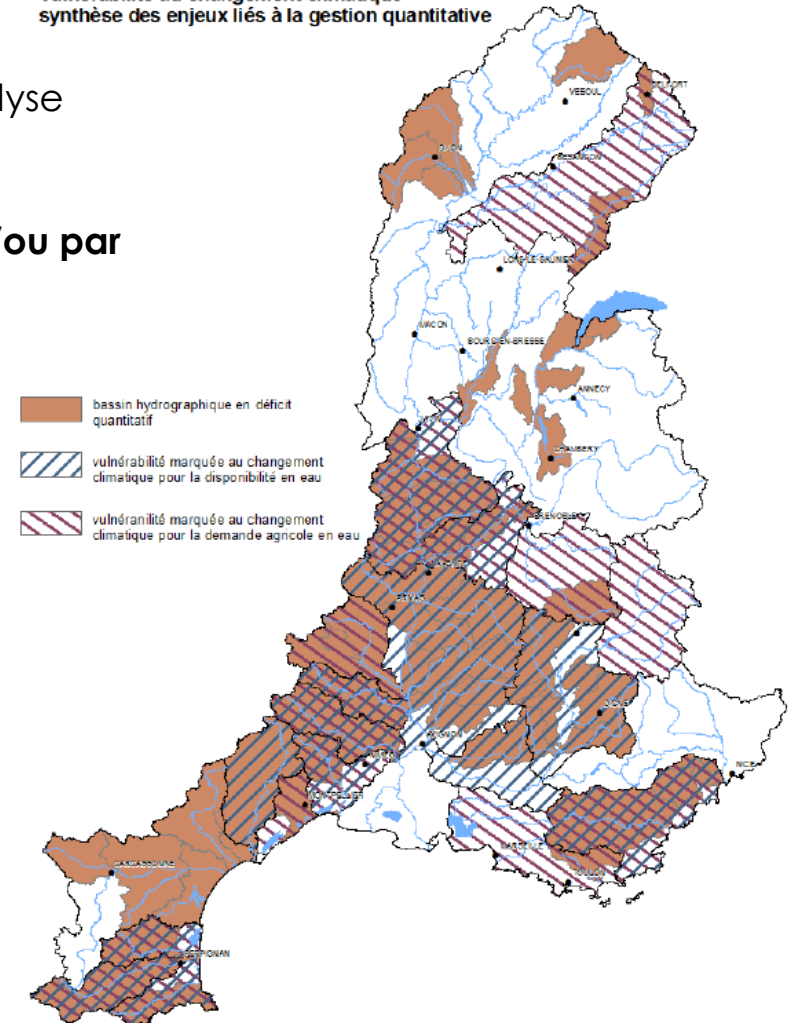 synthèse des enjeux liés à la gestion quantitative
lyse
/ou par
VESOUL
BELFORT
DIJON
BESANCON
LONS-LE-SAUNIER
MACON
BOURG-EN-BRESSE
ANNECY
CHAMBERY
bassin hydrographique en déficit
quantitatif
vulnérabilité marquée au changement
climatique pour la disponibilité en eau
vulnéranilité marquée au changement
climatique pour la demande agricole en eau
GRENOBLE
PRIVAS
DIGNE
AVIGNON
NICE
MONTPELLIER
MARSEILLE
TOULON
CARCASSONNE
PERPIGNAN